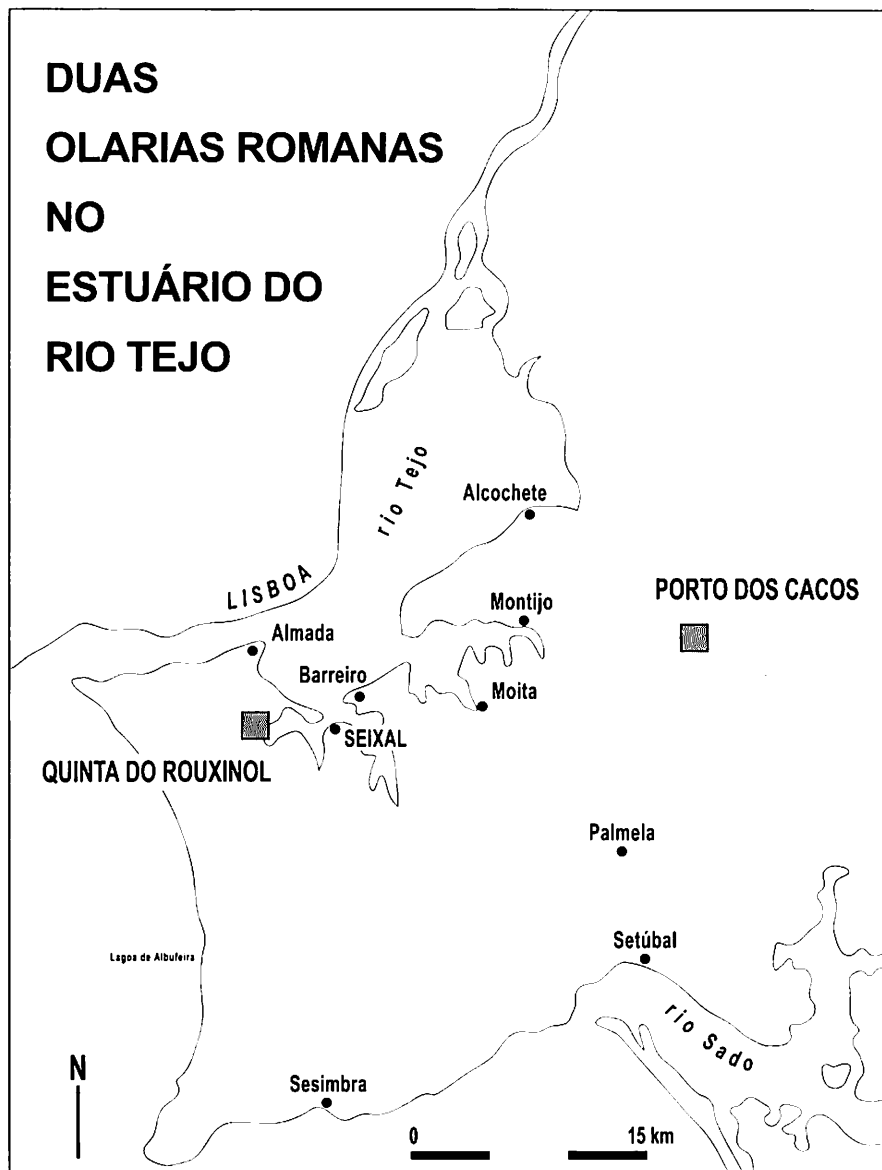 DUAS
OLARIAS ROMANAS
NO
ESTUÁRIO DO
RIO TEJO
rio Tejo
Alcochete
LISBOA
PORTO DOS CACOS
Montijo
Almada
Barreiro
Moita
SEIXAL
QUINTA DO ROUXINOL
Palmela
Setúbal
Lagoa de Albufeira
rio Sado
N
Sesimbra
0 15 km